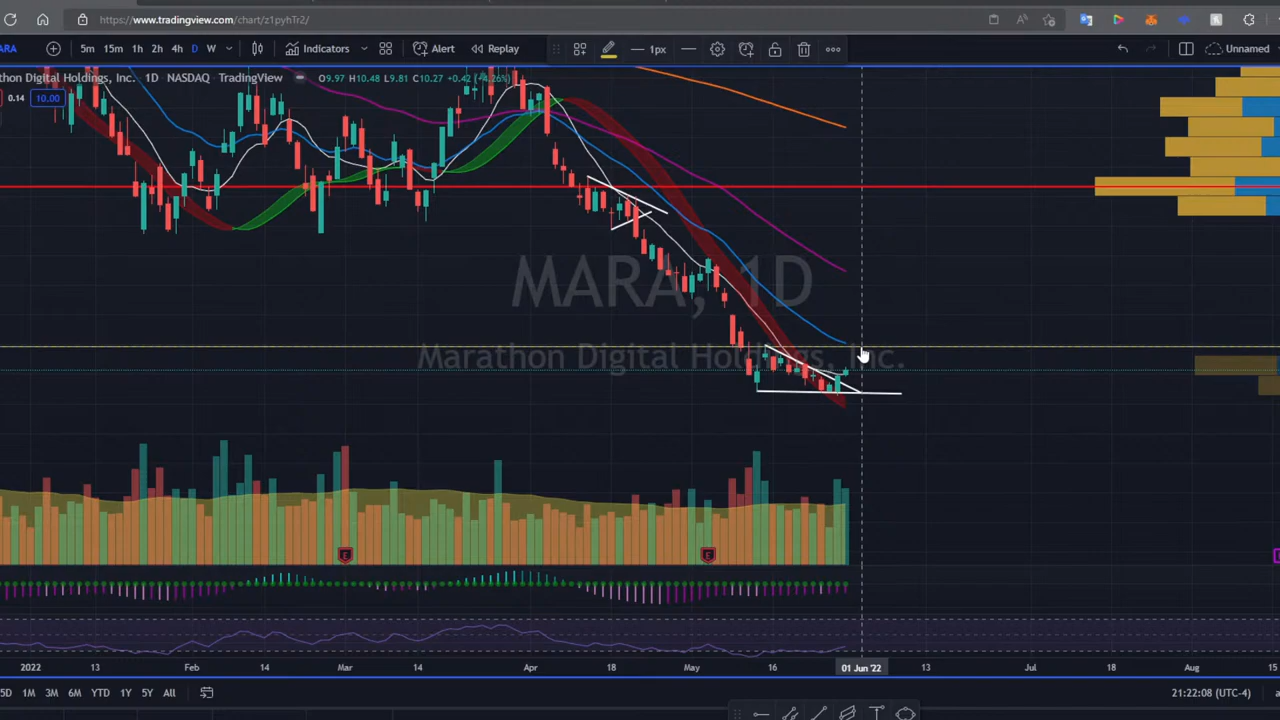 https://www.tradingview.com/chart/z1pyhTr2/
ARA 5m 15m 1h 2h 4h D W Indicators Alert Replay 1px Unnamed
athon Digital Holdings, Inc. 1D NASDAQ TradingView O9.97 H10.48 L9.81 C10.27 +0.42 (+4.26%)
0.14 10.00
MARA, 1D
Marathon Digital Holdings, Inc.
E E
2022 13 Feb 14 Mar 14 Apr 18 May 16 01 Jun '22 13 Jul 18 Aug 15
5D 1M 3M 6M YTD 1Y 5Y All 21:22:08 (UTC-4)